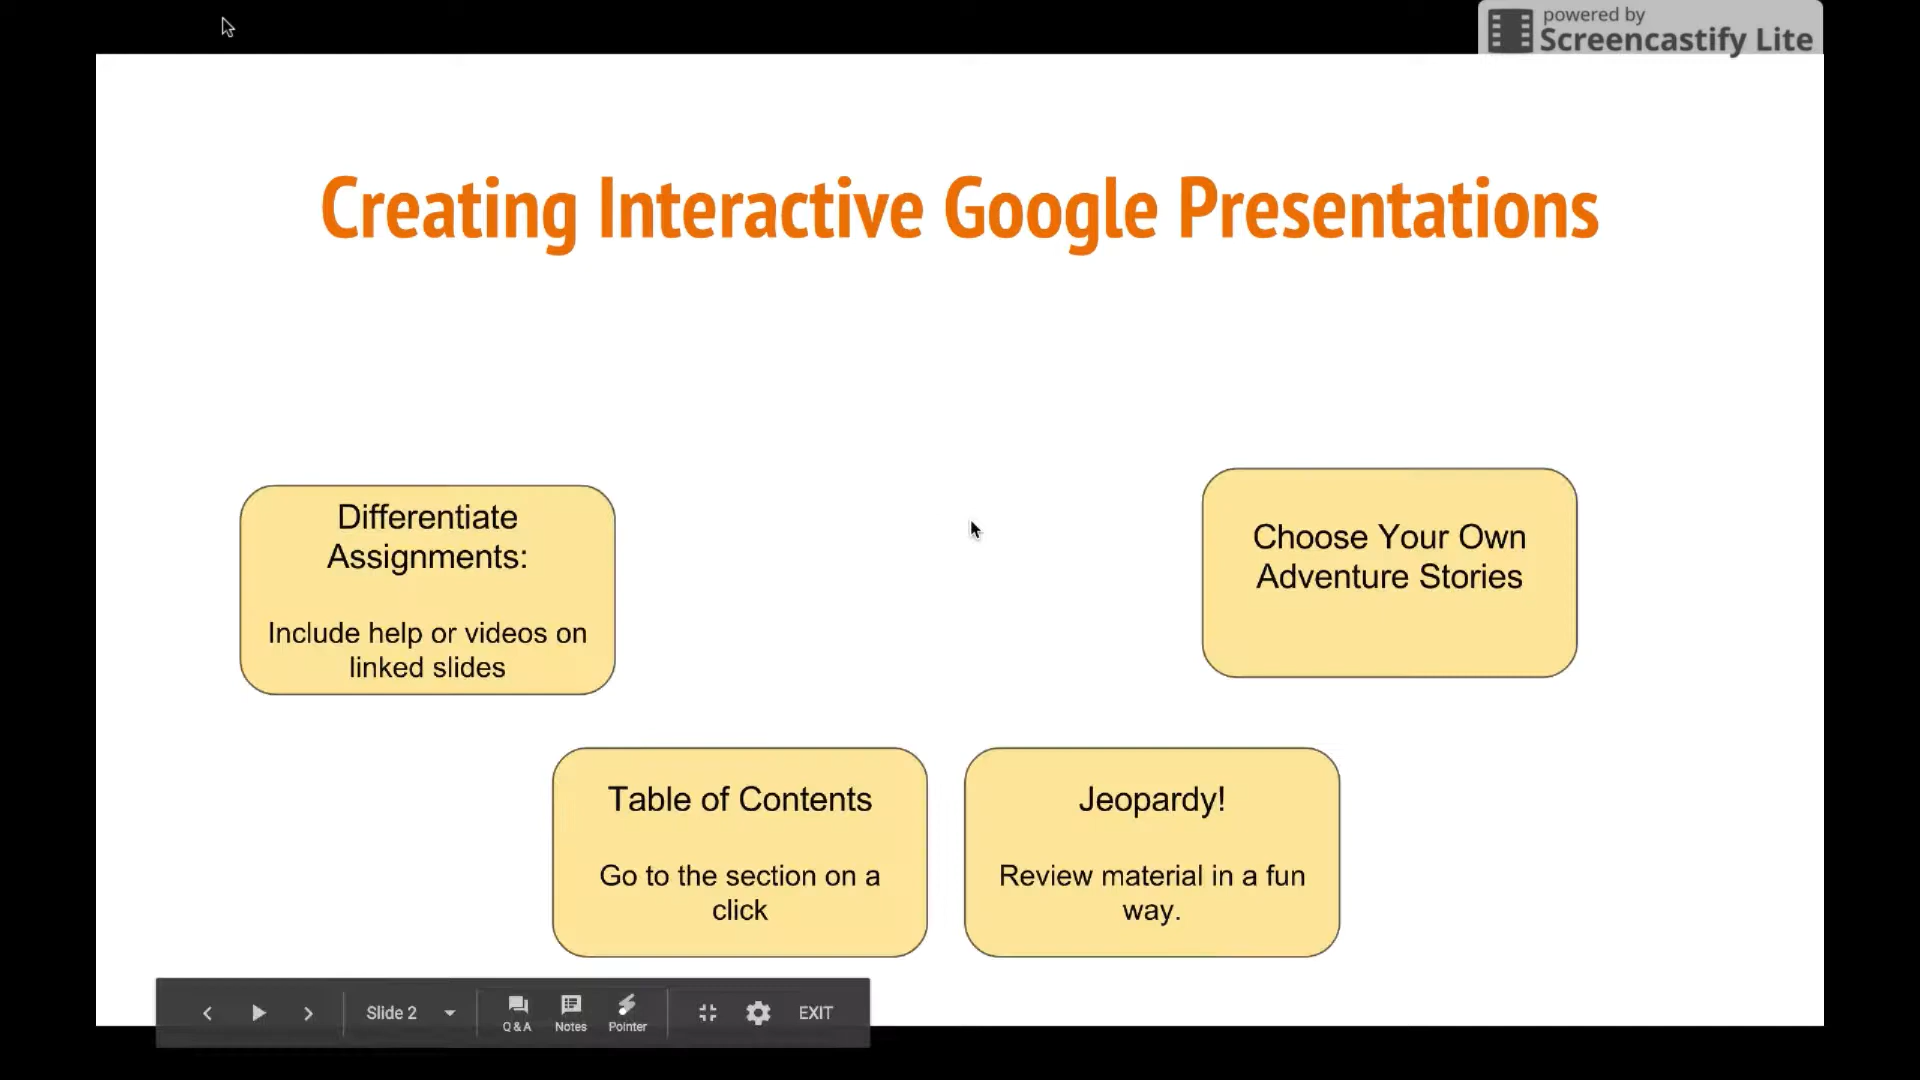 powered by
Screencastify Lite
Creating Interactive Google Presentations
Differentiate
Assignments:
Include help or videos on
linked slides
Choose Your Own
Adventure Stories
Table of Contents
Go to the section on a
click
Jeopardy!
Review material in a fun
way.
Slide 2
Q & A
Notes
Pointer
EXIT